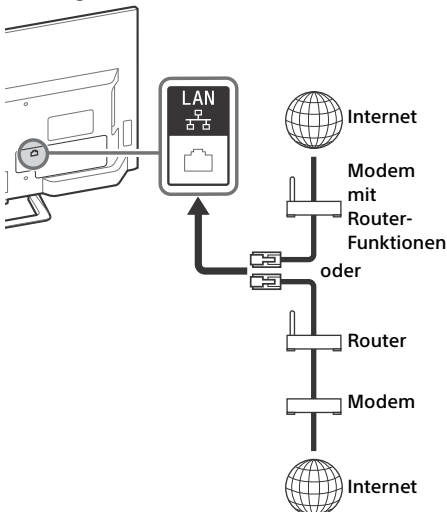 LAN
Internet
Modem
mit
Router-
Funktionen
oder
Router
Modem
Internet